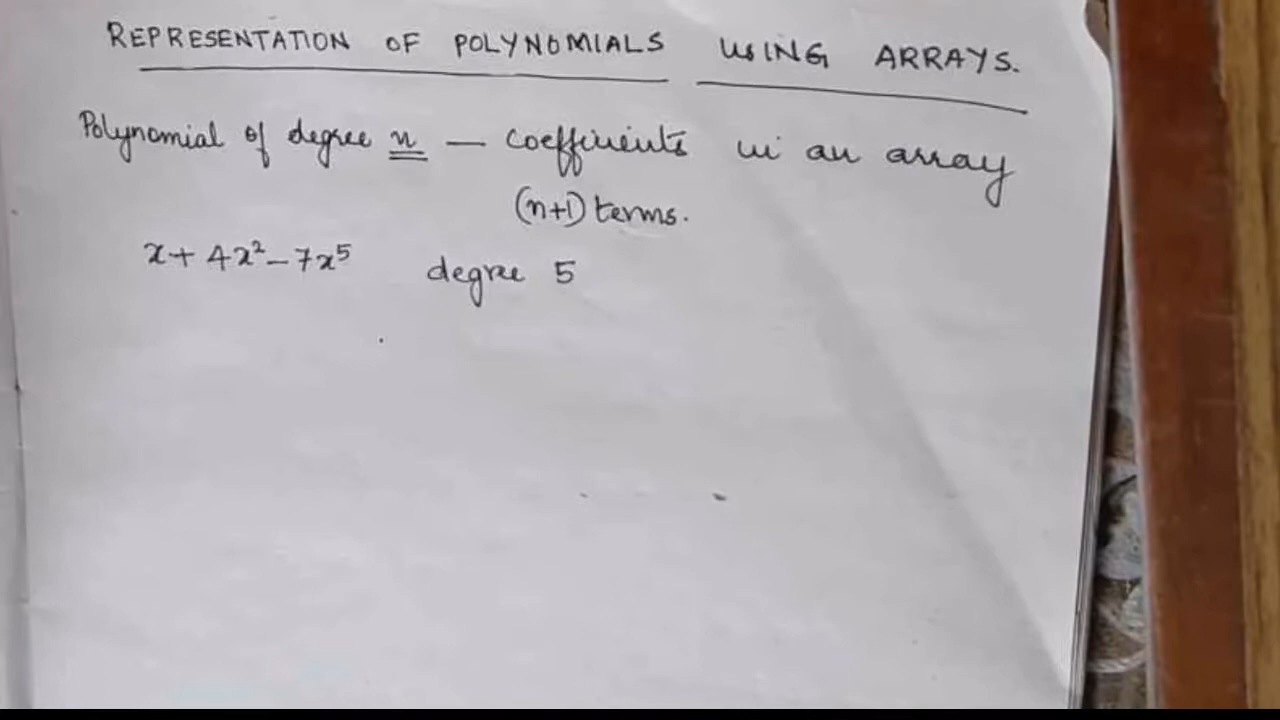 REPRESENTATION OF POLYNOMIALS USING ARRAYS.
Polynomial of degree n — coefficients in an array
(n+1) terms.
x + 4x² - 7x⁵ degree 5